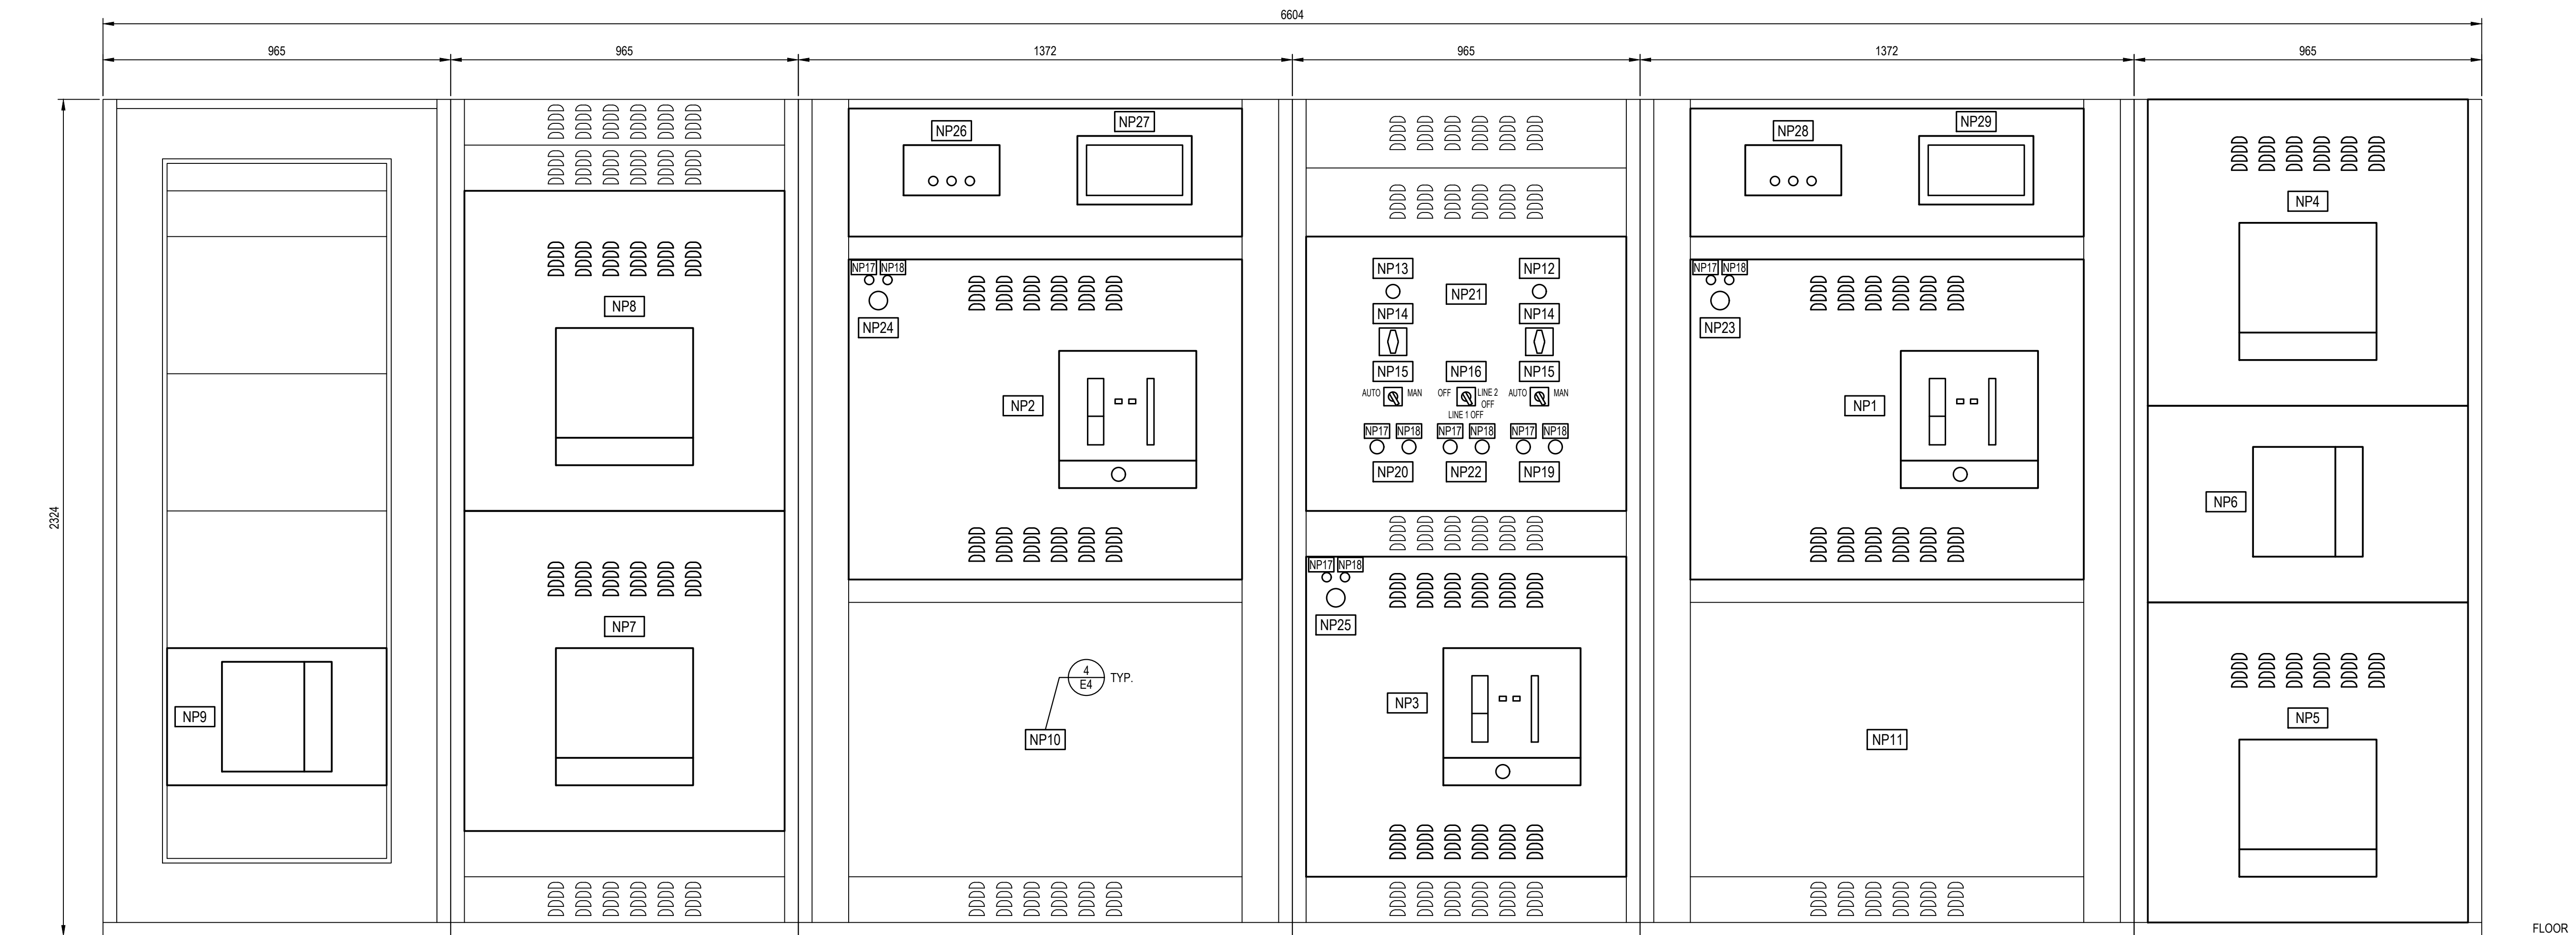 6604
965 965 1372 965 1372 965
2324
NP26 NP27 NP28 NP29
NP4
NP17 NP18 NP13 NP12 NP17 NP18
NP21
NP8 NP14 NP14
NP24 NP23
NP15 NP16 NP15
AUTO MAN OFF LINE 2 OFF AUTO MAN
LINE 1 OFF
NP2 NP1
NP17 NP18 NP17 NP18 NP17 NP18
NP20 NP22 NP19
NP6
NP17 NP18
NP7 NP25
4
E4 TYP.
NP9 NP3 NP5
NP10 NP11
FLOOR